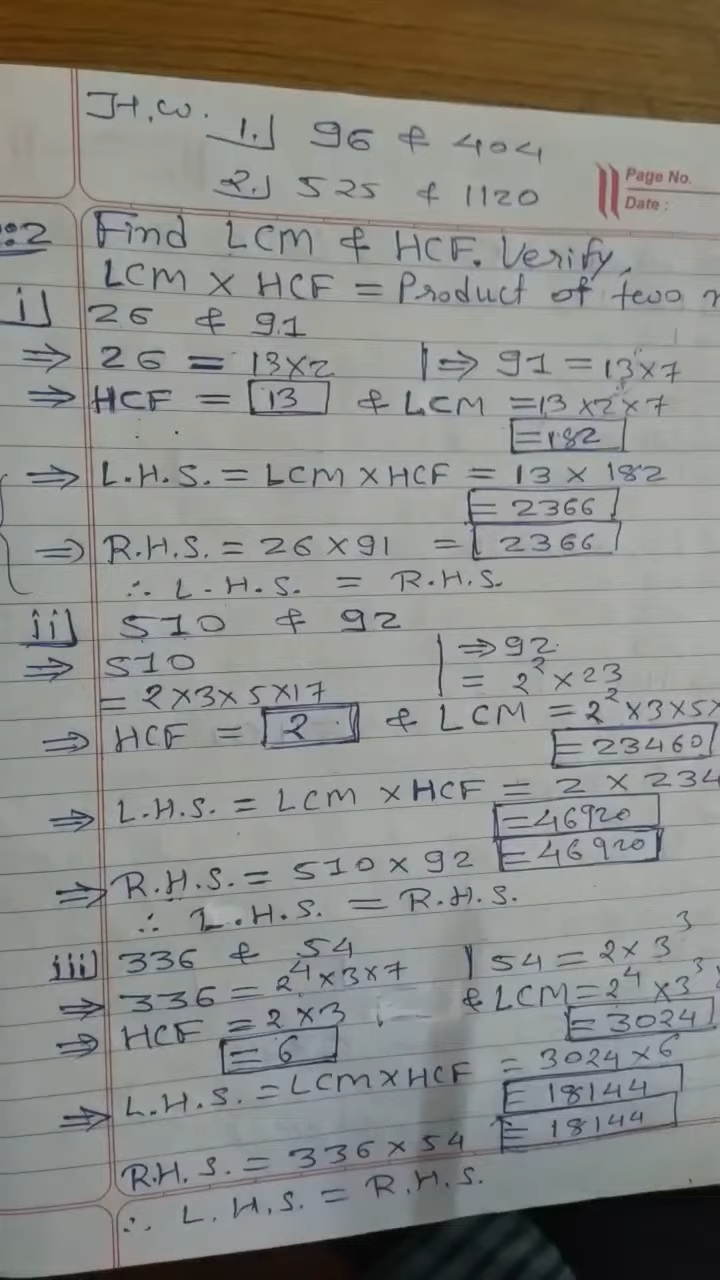 H.W. 1.] 96 & 404
2.] 525 & 1120
Page No.
Date :
:2 Find LCM & HCF. Verify,
LCM × HCF = Product of two
i] 26 & 91
⇒ 26 = 13×2 | ⇒ 91 = 13×7
⇒ HCF = 13 & LCM = 13×2×7
= 182
⇒ L.H.S. = LCM × HCF = 13 × 182
= 2366
⇒ R.H.S. = 26 × 91 = 2366
∴ L.H.S. = R.H.S.
ii] 510 & 92
⇒ 510 | ⇒ 92
= 2×3×5×17 | = 2² × 23
⇒ HCF = 2 & LCM = 2² ×3×5×
= 23460
⇒ L.H.S. = LCM × HCF = 2 × 234
= 46920
⇒ R.H.S. = 510 × 92 = 46920
∴ L.H.S. = R.H.S.
iii] 336 & 54
⇒ 336 = 2⁴×3×7 | 54 = 2×3³
⇒ HCF = 2×3 & LCM = 2⁴ ×3³
= 6 = 3024
⇒ L.H.S. = LCM×HCF = 3024×6
= 18144
R.H.S. = 336×54 = 18144
∴ L.H.S. = R.H.S.